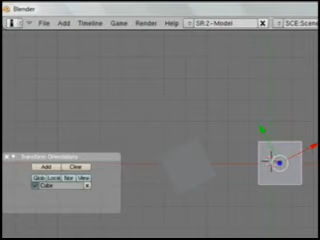 Blender
File Add Timeline Game Render Help SR:2-Model X SCE:Scene
Transform Orientations
Add Clear
Glob Local Nor View
Cube x